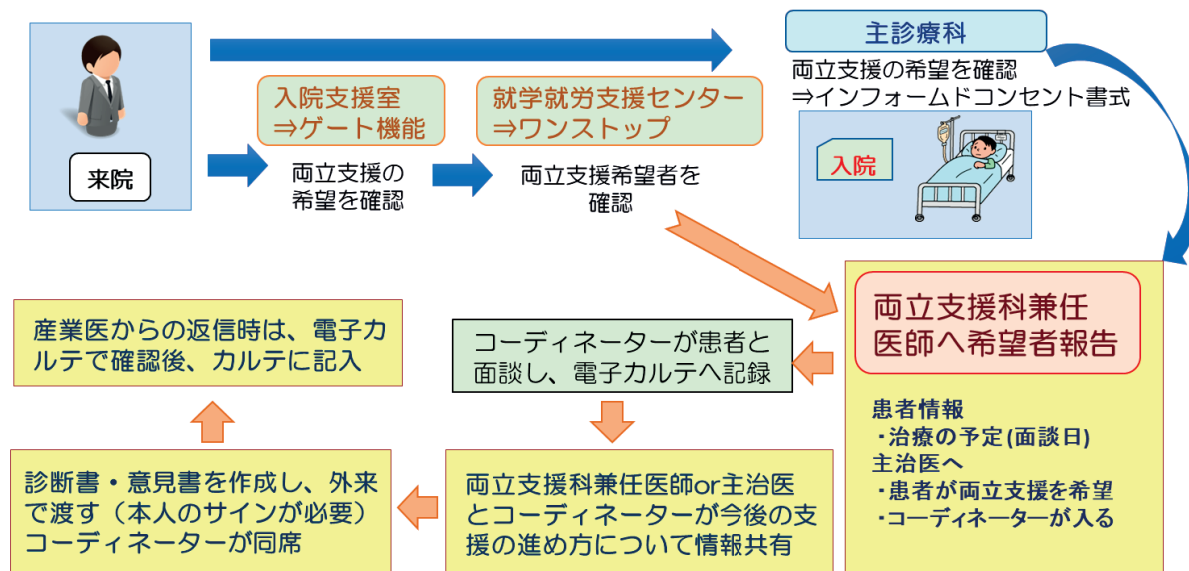 来院
入院支援室
⇒ゲート機能
両立支援の
希望を確認
就学就労支援センター
⇒ワンストップ
両立支援希望者を
確認
主診療科
両立支援の希望を確認
⇒インフォームドコンセント書式
入院
両立支援科兼任
医師へ希望者報告
患者情報
・治療の予定(面談日)
主治医へ
・患者が両立支援を希望
・コーディネーターが入る
コーディネーターが患者と
面談し、電子カルテへ記録
両立支援科兼任医師or主治医
とコーディネーターが今後の支
援の進め方について情報共有
診断書・意見書を作成し、外来
で渡す（本人のサインが必要）
コーディネーターが同席
産業医からの返信時は、電子カ
ルテで確認後、カルテに記入